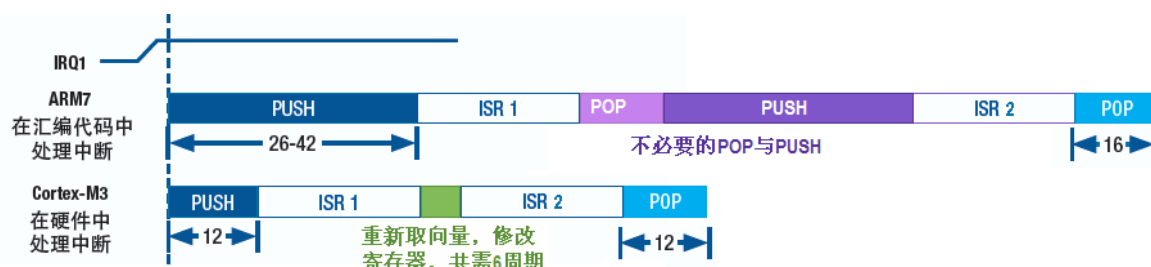 IRQ1
ARM7
在汇编代码中
处理中断
PUSH
ISR 1
POP
PUSH
ISR 2
POP
26-42
不必要的POP与PUSH
16
Cortex-M3
在硬件中
处理中断
PUSH
ISR 1
ISR 2
POP
12
重新取向量，修改
寄存器，共需6周期
12